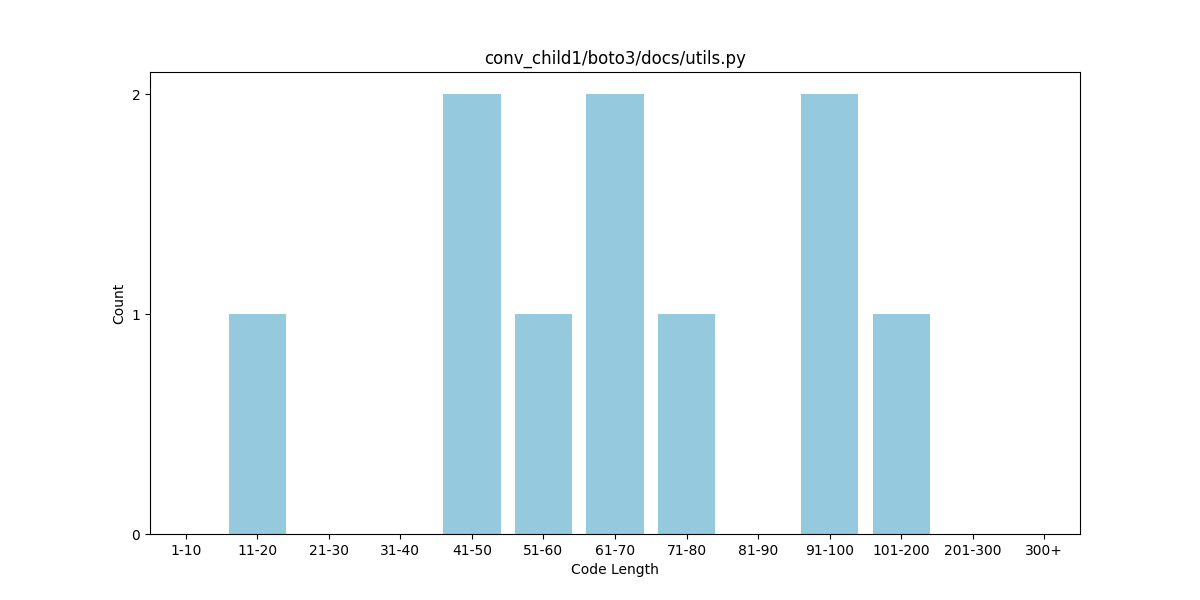 conv_child1/boto3/docs/utils.py
2
1
0
Count
1-10 11-20 21-30 31-40 41-50 51-60 61-70 71-80 81-90 91-100 101-200 201-300 300+
Code Length